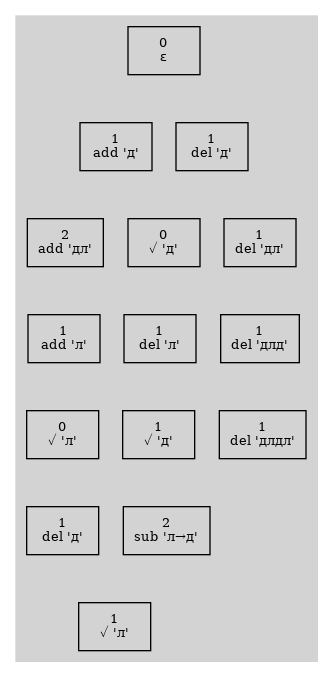 0
ε
1
add 'д'
1
del 'д'
2
add 'дл'
0
√ 'д'
1
del 'дл'
1
add 'л'
1
del 'л'
1
del 'длд'
0
√ 'л'
1
√ 'д'
1
del 'длдл'
1
del 'д'
2
sub 'л→д'
1
√ 'л'